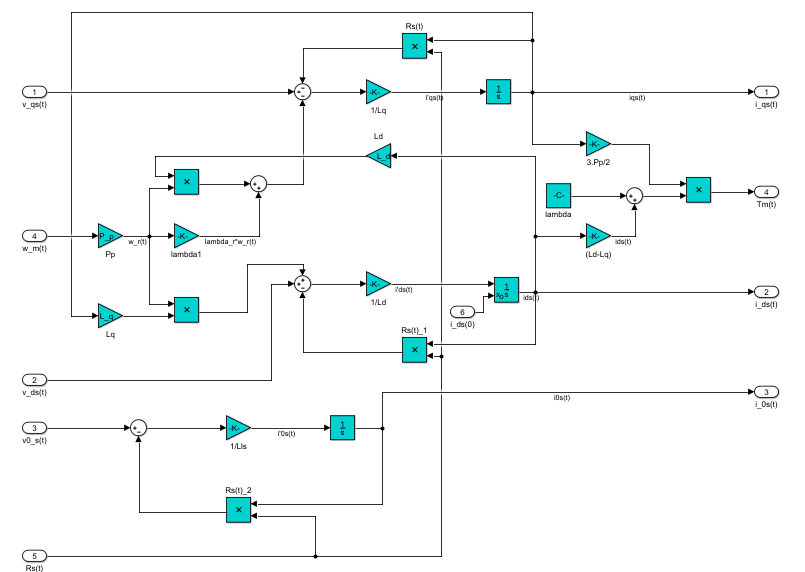 Rs(t)
×
1
v_qs(t)
-K-
1/Lq
i'qs(t)
1
s
iqs(t)
1
i_qs(t)
Ld
L_d
-K-
3.Pp/2
×
×
4
Tm(t)
-C-
lambda
4
w_m(t)
P_p
Pp
w_r(t)
-K-
lambda1
lambda_r*w_r(t)
-K-
(Ld-Lq)
ids(t)
L_q
Lq
×
-K-
1/Ld
i'ds(t)
1
x₀ s
ids(t)
6
i_ds(0)
2
i_ds(t)
Rs(t)_1
×
2
v_ds(t)
3
i_0s(t)
i0s(t)
3
v0_s(t)
-K-
1/Lls
i'0s(t)
1
s
Rs(t)_2
×
5
Rs(t)